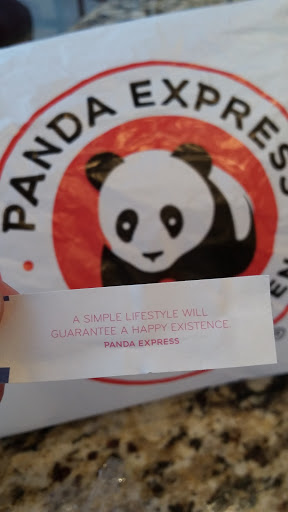 PANDA EXPRESS
A SIMPLE LIFESTYLE WILL
GUARANTEE A HAPPY EXISTENCE.
PANDA EXPRESS